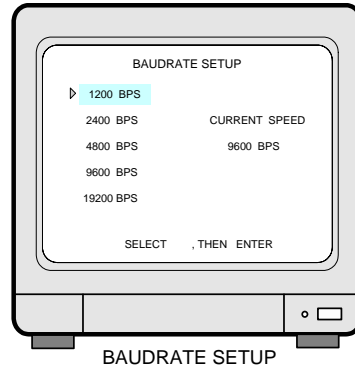 BAUDRATE SETUP
1200 BPS
2400 BPS CURRENT SPEED
4800 BPS 9600 BPS
9600 BPS
19200 BPS
SELECT , THEN ENTER
BAUDRATE SETUP